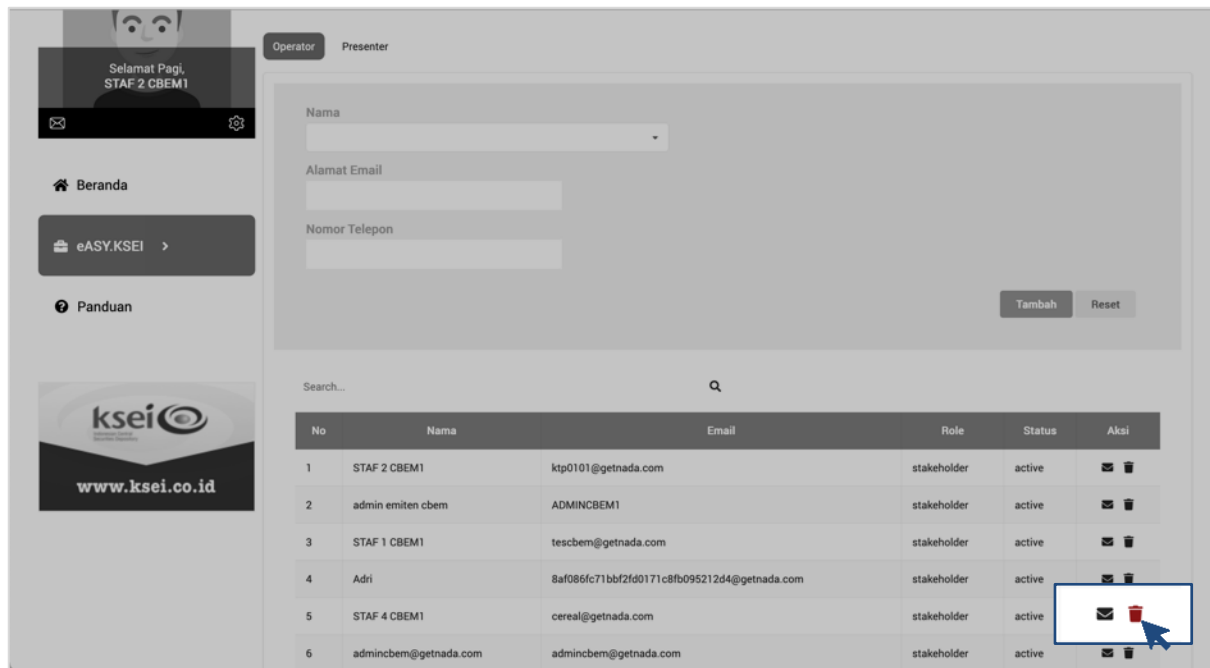 Selamat Pagi,
STAF 2 CBEM1
Beranda
eASY.KSEI
Panduan
ksei
www.ksei.co.id
Operator Presenter
Nama
Alamat Email
Nomor Telepon
Tambah Reset
Search...
No Nama Email Role Status Aksi
1 STAF 2 CBEM1 ktp0101@getnada.com stakeholder active
2 admin emiten cbem ADMINCBEM1 stakeholder active
3 STAF 1 CBEM1 tescbem@getnada.com stakeholder active
4 Adri 8af086fc71bbf2fd0171c8fb095212d4@getnada.com stakeholder active
5 STAF 4 CBEM1 cereal@getnada.com stakeholder active
6 admincbem@getnada.com admincbem@getnada.com stakeholder active